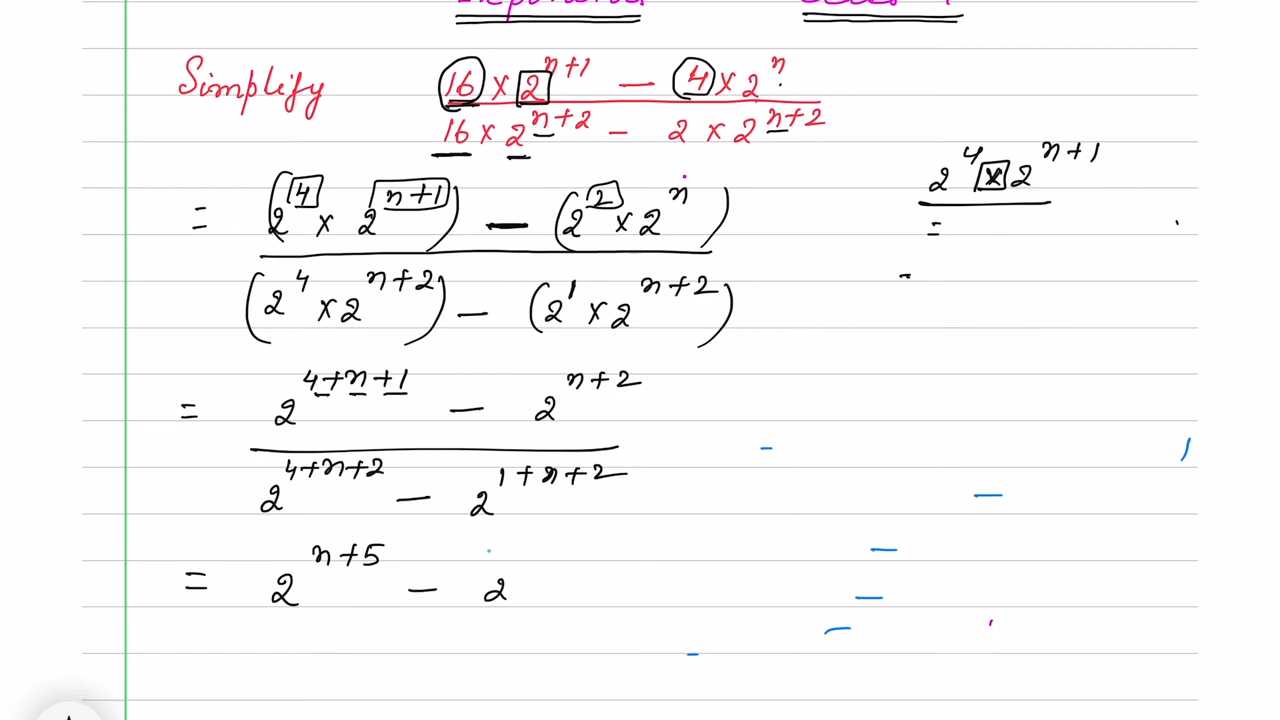 Simplify 16 × 2^{n+1} − 4 × 2^n
16 × 2^{n+2} − 2 × 2^{n+2}
2^4 × 2^{n+1}
=
= (2^4 × 2^{n+1}) − (2^2 × 2^n)
(2^4 × 2^{n+2}) − (2^1 × 2^{n+2})
= 2^{4+n+1} − 2^{n+2}
2^{4+n+2} − 2^{1+n+2}
= 2^{n+5} − 2